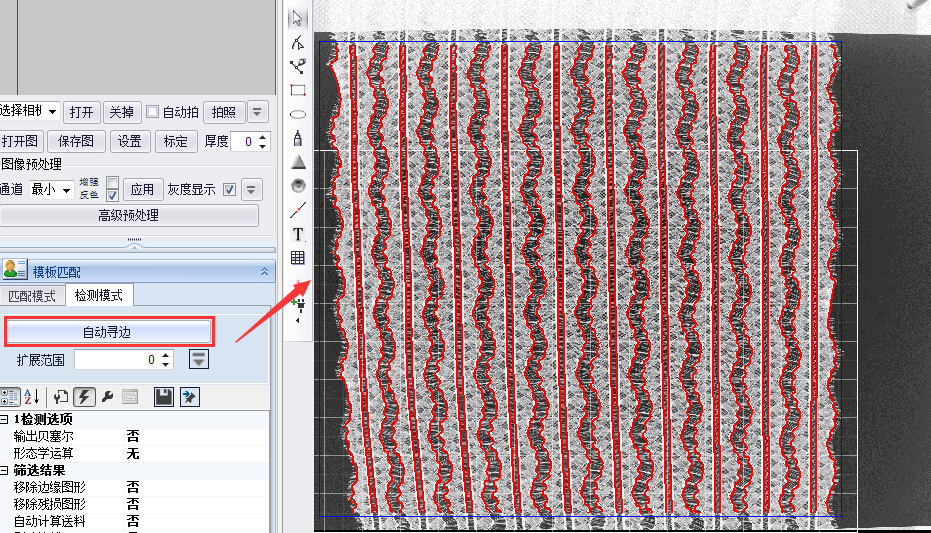 选择相机 打开 关掉 自动拍 拍照
打开图 保存图 设置 标定 厚度 0
图像预处理
通道 最小 增强 反色 应用 灰度显示
高级预处理
模板匹配
匹配模式 检测模式
自动寻边
扩展范围 0
1检测选项
输出贝塞尔 否
形态学运算 无
筛选结果
移除边缘图形 否
移除残损图形 否
自动计算送料 否
T